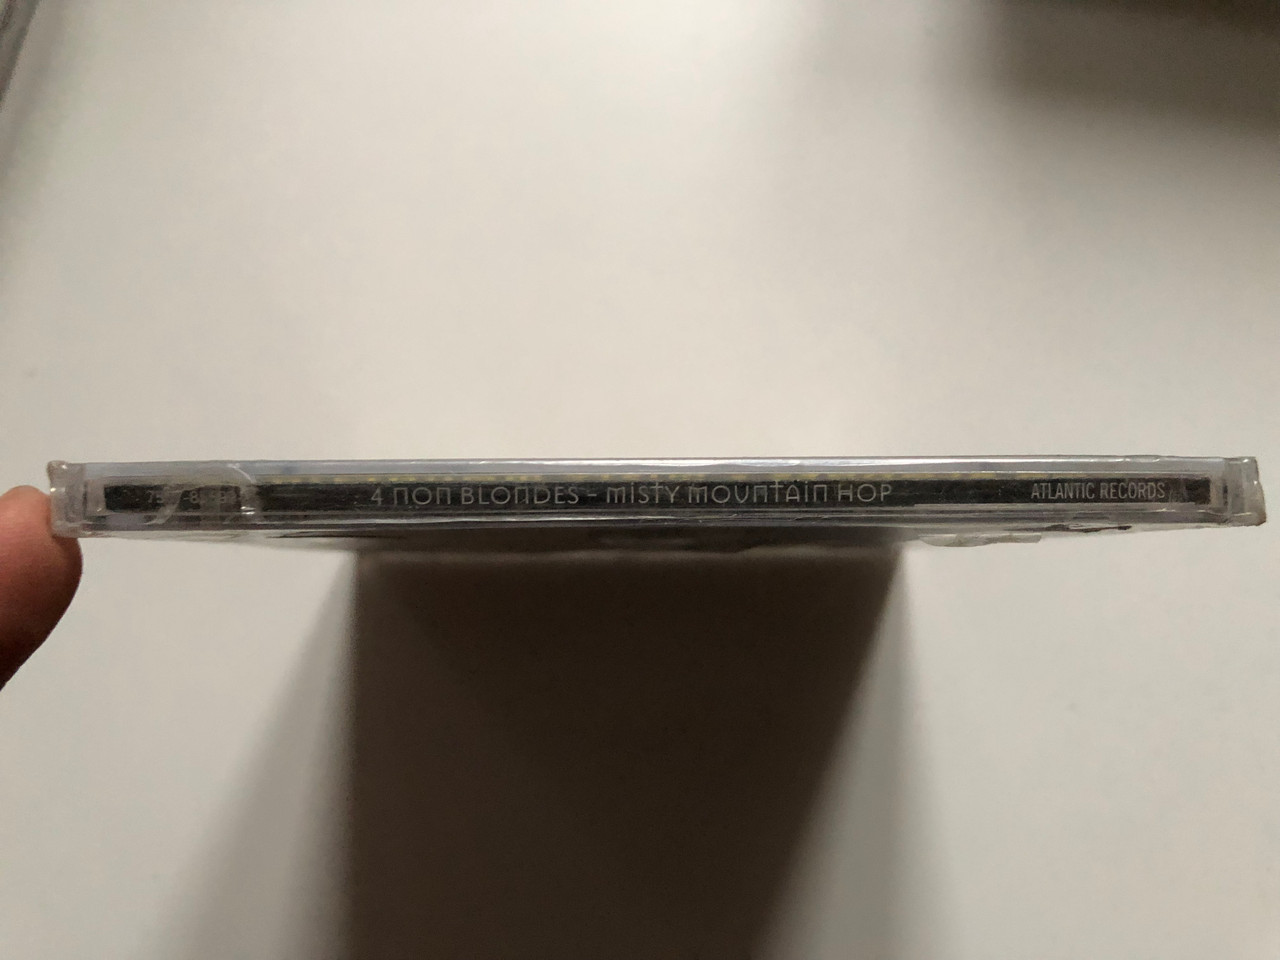 4 NON BLONDES - MISTY MOUNTAIN HOP ATLANTIC RECORDS